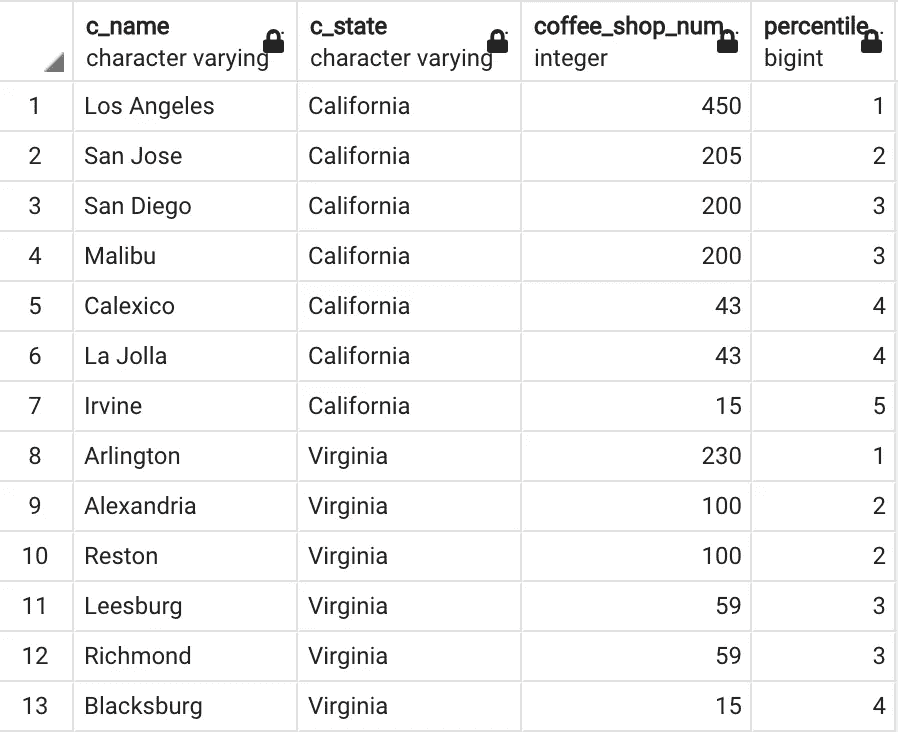 c_name c_state coffee_shop_num percentile
character varying character varying integer bigint
1 Los Angeles California 450 1
2 San Jose California 205 2
3 San Diego California 200 3
4 Malibu California 200 3
5 Calexico California 43 4
6 La Jolla California 43 4
7 Irvine California 15 5
8 Arlington Virginia 230 1
9 Alexandria Virginia 100 2
10 Reston Virginia 100 2
11 Leesburg Virginia 59 3
12 Richmond Virginia 59 3
13 Blacksburg Virginia 15 4